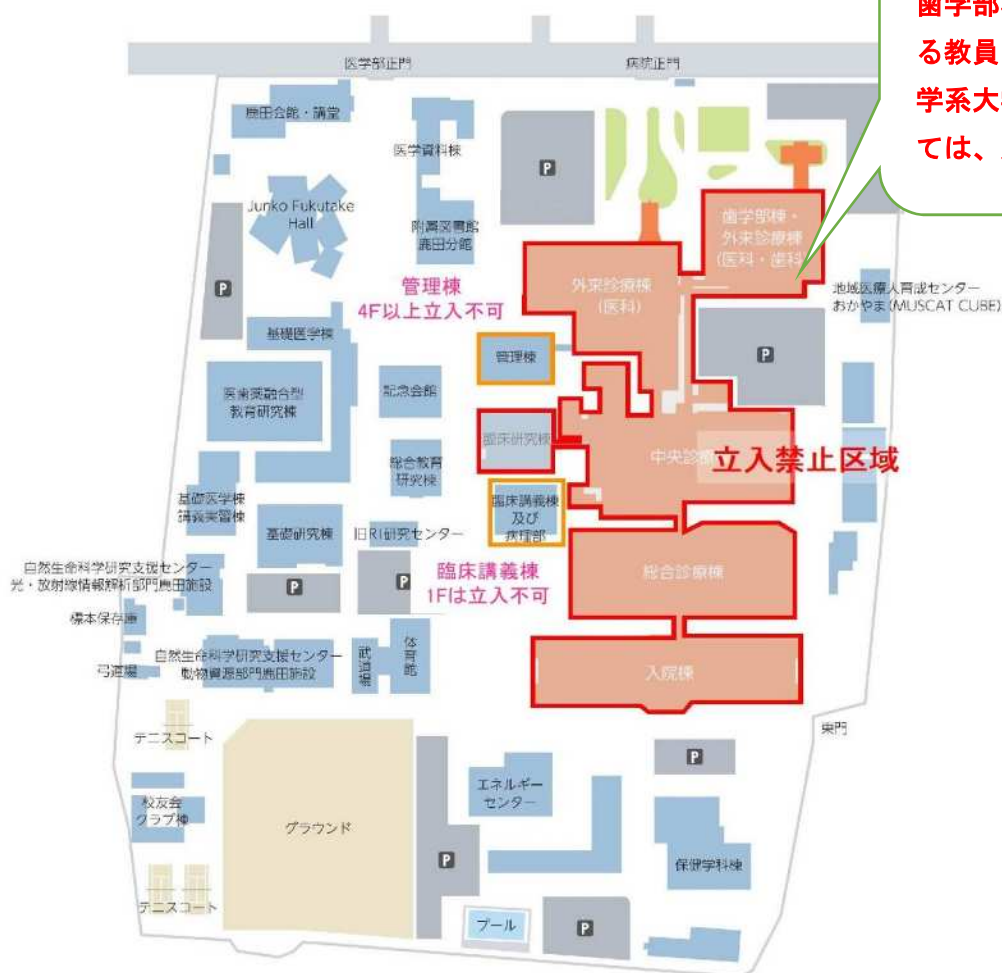 歯学部
る教員
学系大
ては、
医学部正門
病院正門
鹿田会館・講堂
医学資料棟
P
Junko Fukutake
Hall
附属図書館
鹿田分館
歯学部棟・
外来診療棟
(医科・歯科
管理棟
4F以上立入不可
外来診療棟
(医科)
地域医療人育成センター
おかやま(MUSCAT CUBE)
P
基礎医学棟
管理棟
P
医歯薬融合型
教育研究棟
記念会館
臨床研究棟
中央診療
立入禁止区域
総合教育
研究棟
基礎医学棟
講義実習棟
臨床講義棟
及び
病理部
基礎研究棟
旧RI研究センター
自然生命科学研究支援センター
光・放射線情報解析部門鹿田施設
P
P
臨床講義棟
1Fは立入不可
総合診療棟
標本保存庫
弓道場
自然生命科学研究支援センター
動物資源部門鹿田施設
武道場
体育館
入院棟
東門
テニスコート
P
校友会
クラブ棟
グラウンド
エネルギー
センター
P
保健学科棟
テニスコート
プール
P